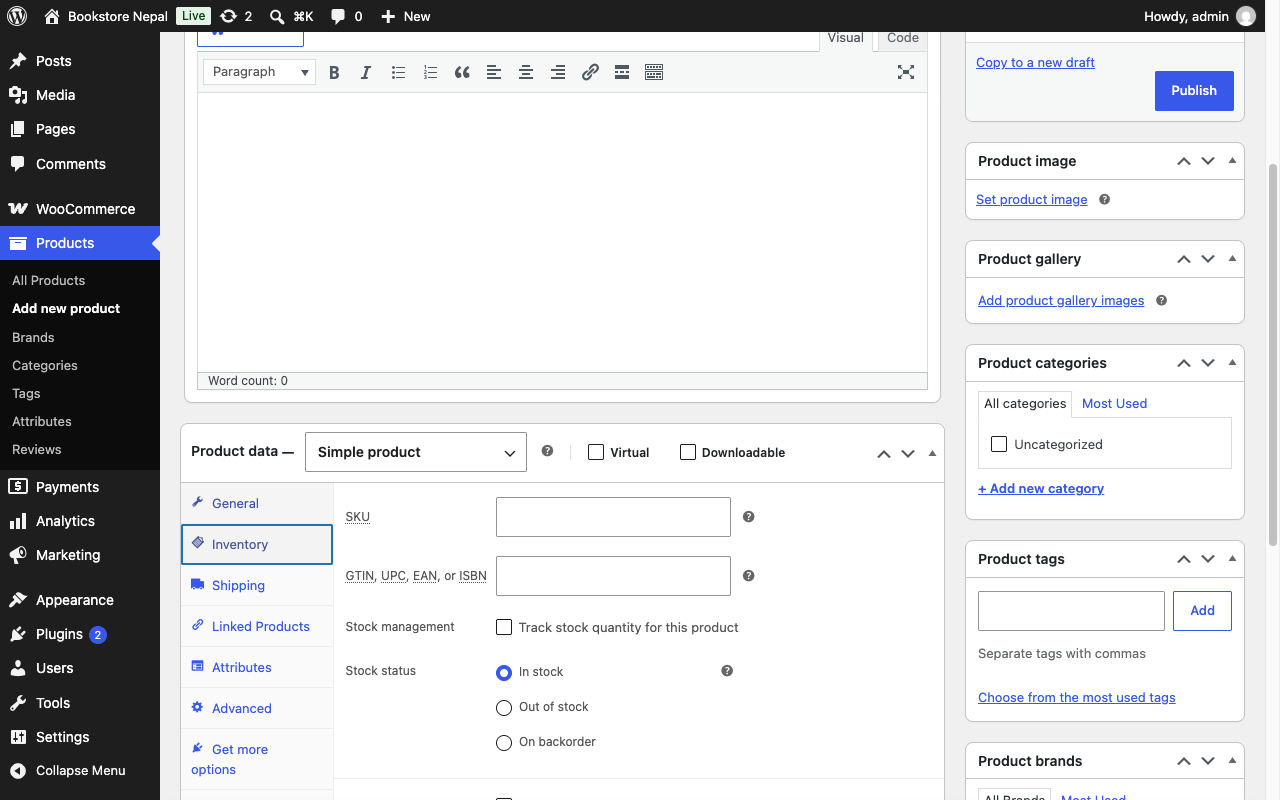 Bookstore Nepal
Live
2
⌘K
0
New
Howdy, admin
Posts
Media
Pages
Comments
WooCommerce
Products
All Products
Add new product
Brands
Categories
Tags
Attributes
Reviews
Payments
Analytics
Marketing
Appearance
Plugins 2
Users
Tools
Settings
Collapse Menu
Visual
Code
Paragraph
Word count: 0
Product data —
Simple product
Virtual
Downloadable
General
Inventory
Shipping
Linked Products
Attributes
Advanced
Get more
options
SKU
GTIN, UPC, EAN, or ISBN
Stock management
Track stock quantity for this product
Stock status
In stock
Out of stock
On backorder
Copy to a new draft
Publish
Product image
Set product image
Product gallery
Add product gallery images
Product categories
All categories
Most Used
Uncategorized
+ Add new category
Product tags
Add
Separate tags with commas
Choose from the most used tags
Product brands
All Brands
Most Used